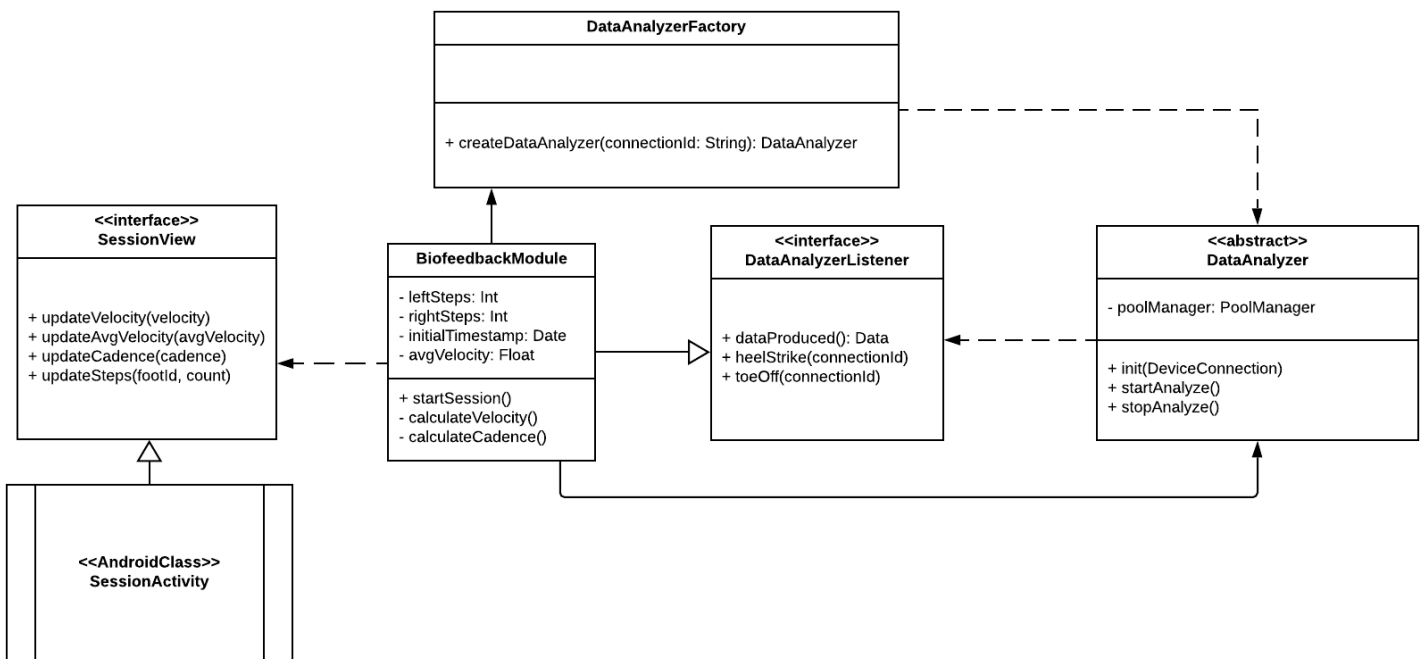 DataAnalyzerFactory
+ createDataAnalyzer(connectionId: String): DataAnalyzer
<<interface>>
SessionView
+ updateVelocity(velocity)
+ updateAvgVelocity(avgVelocity)
+ updateCadence(cadence)
+ updateSteps(footId, count)
BiofeedbackModule
- leftSteps: Int
- rightSteps: Int
- initialTimestamp: Date
- avgVelocity: Float
+ startSession()
- calculateVelocity()
- calculateCadence()
<<interface>>
DataAnalyzerListener
+ dataProduced(): Data
+ heelStrike(connectionId)
+ toeOff(connectionId)
<<abstract>>
DataAnalyzer
- poolManager: PoolManager
+ init(DeviceConnection)
+ startAnalyze()
+ stopAnalyze()
<<AndroidClass>>
SessionActivity